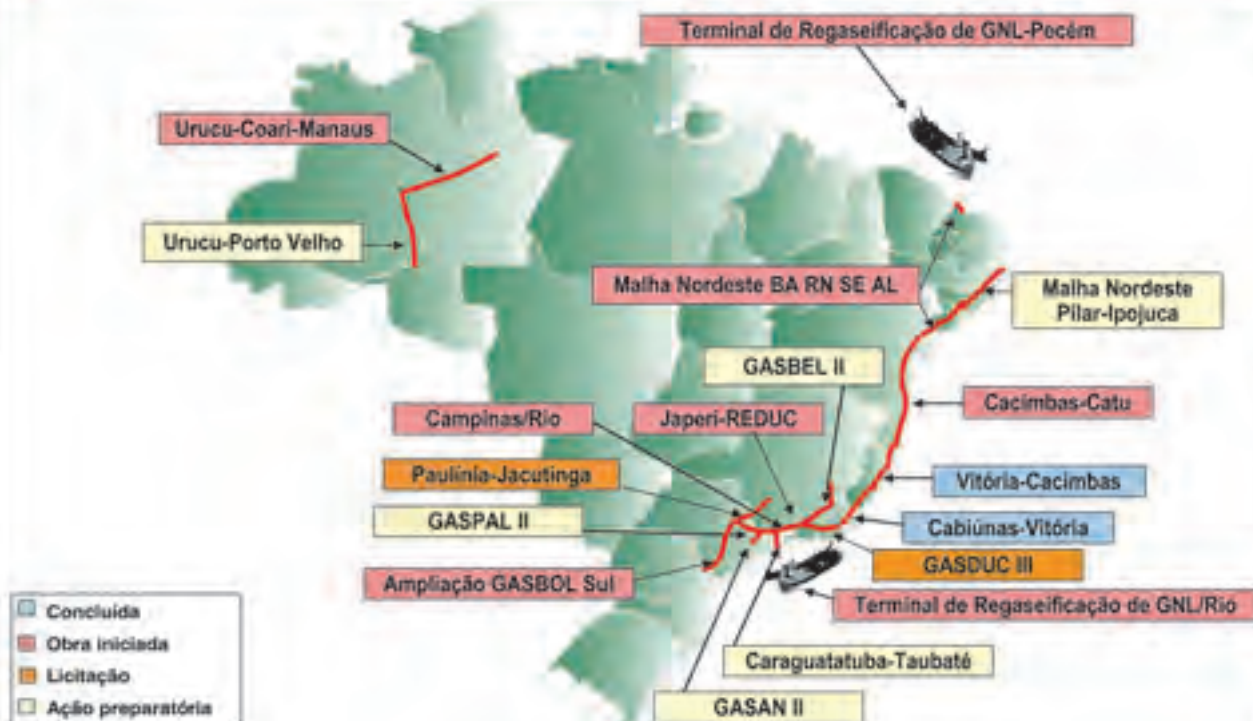 Terminal de Regaseificação de GNL-Pecém
Urucu-Coari-Manaus
Urucu-Porto Velho
Malha Nordeste BA RN SE AL
Malha Nordeste
Pilar-Ipojuca
GASBEL II
Campinas/Rio
Japeri-REDUC
Cacimbas-Catu
Paulínia-Jacutinga
Vitória-Cacimbas
GASPAL II
Cabiúnas-Vitória
GASDUC III
Ampliação GASBOL Sul
Terminal de Regaseificação de GNL/Rio
Caraguatatuba-Taubaté
GASAN II
Concluída
Obra iniciada
Licitação
Ação preparatória